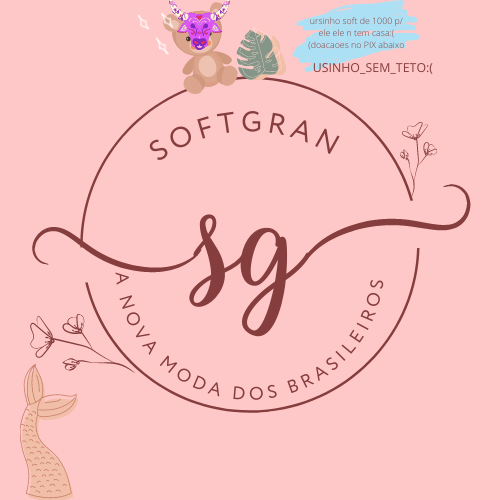 ursinho soft de 1000 p/
ele ele n tem casa:(
(doacaoes no PIX abaixo
USINHO_SEM_TETO:(
SOFTGRAN
sg
A NOVA MODA DOS BRASILEIROS